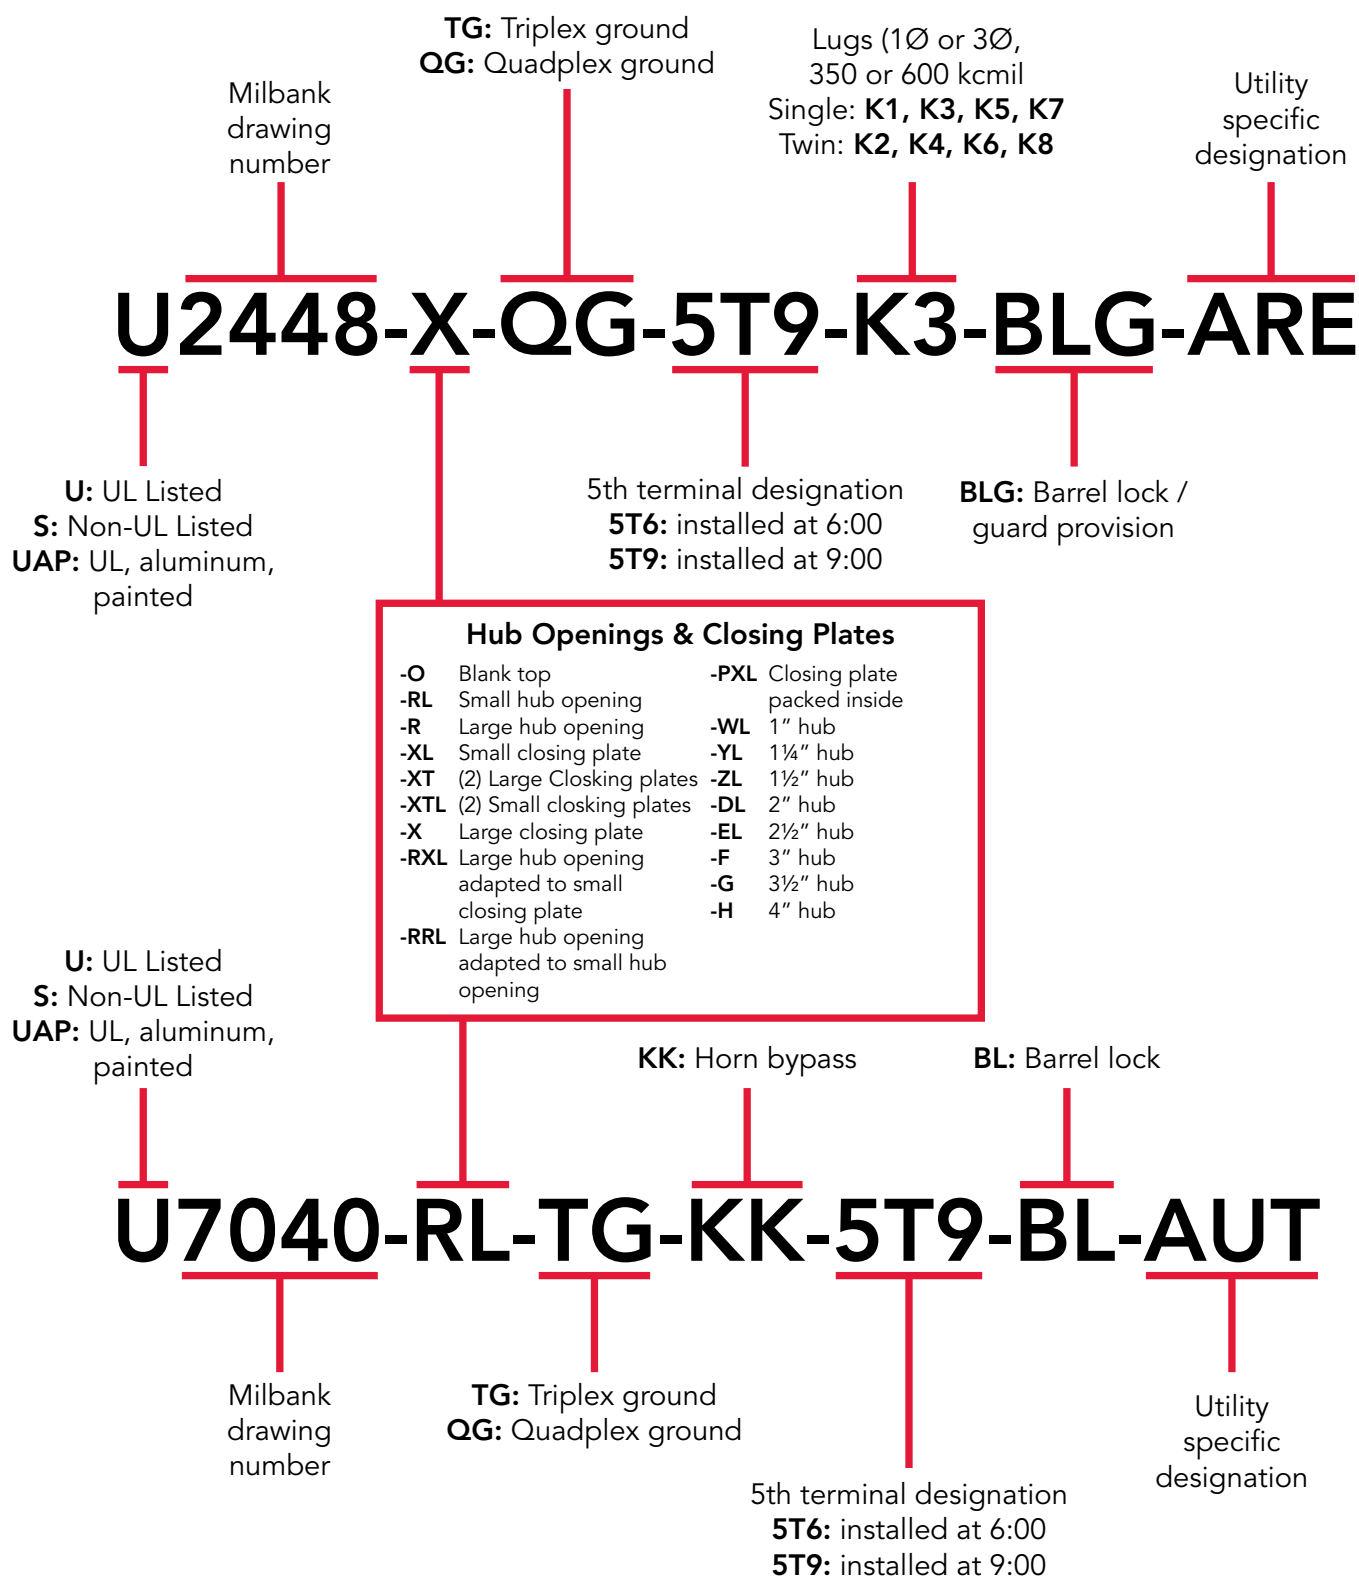 TG: Triplex ground
QG: Quadplex ground
Lugs (1Ø or 3Ø,
350 or 600 kcmil
Single: K1, K3, K5, K7
Twin: K2, K4, K6, K8
Milbank
drawing
number
Utility
specific
designation
U2448-X-QG-5T9-K3-BLG-ARE
U: UL Listed
S: Non-UL Listed
UAP: UL, aluminum,
painted
5th terminal designation
5T6: installed at 6:00
5T9: installed at 9:00
BLG: Barrel lock /
guard provision
Hub Openings & Closing Plates
-O Blank top
-RL Small hub opening
-R Large hub opening
-XL Small closing plate
-XT (2) Large Closking plates
-XTL (2) Small closking plates
-X Large closing plate
-RXL Large hub opening
adapted to small
closing plate
-RRL Large hub opening
adapted to small hub
opening
-PXL Closing plate
packed inside
-WL 1” hub
-YL 1¼” hub
-ZL 1½” hub
-DL 2” hub
-EL 2½” hub
-F 3” hub
-G 3½” hub
-H 4” hub
U: UL Listed
S: Non-UL Listed
UAP: UL, aluminum,
painted
KK: Horn bypass
BL: Barrel lock
U7040-RL-TG-KK-5T9-BL-AUT
Milbank
drawing
number
TG: Triplex ground
QG: Quadplex ground
5th terminal designation
5T6: installed at 6:00
5T9: installed at 9:00
Utility
specific
designation